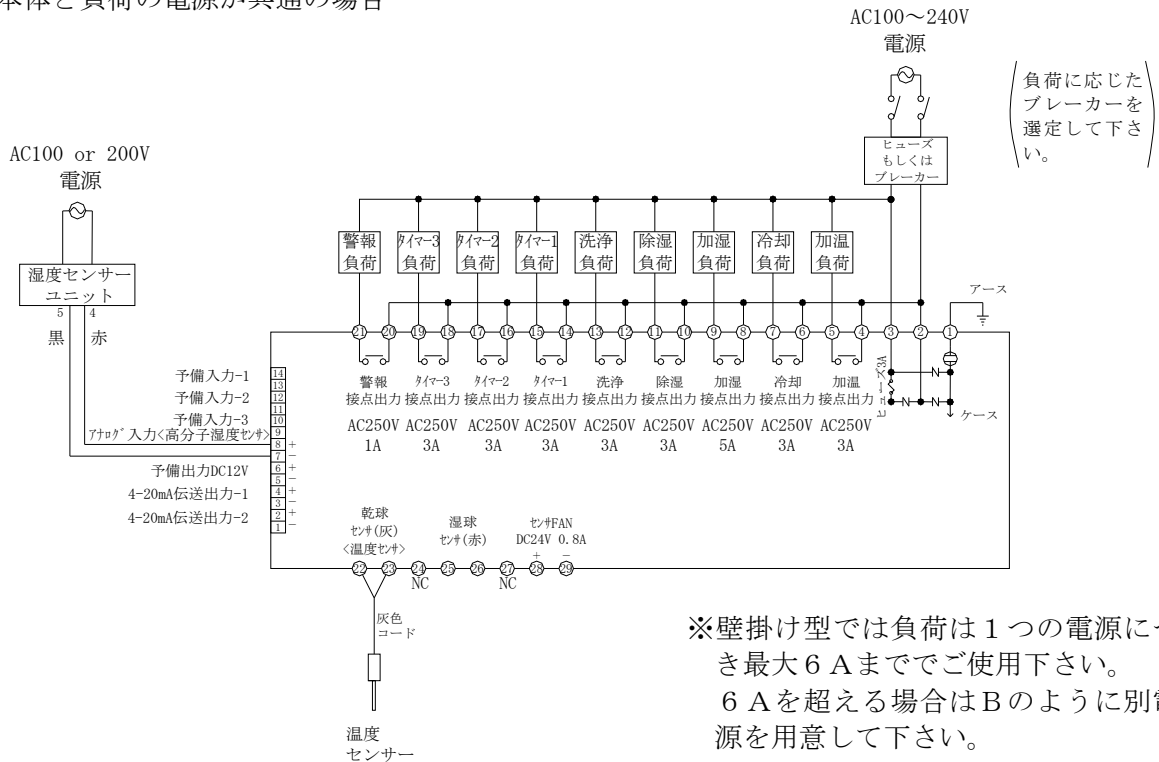 本体と負荷の電源が共通の場合
AC100～240V
電源
負荷に応じた
ブレーカーを
選定して下さ
い。
ヒューズ
もしくは
ブレーカー
AC100 or 200V
電源
湿度センサー
ユニット
5 4
黒 赤
警報
負荷
ﾀｲﾏｰ3
負荷
ﾀｲﾏｰ2
負荷
ﾀｲﾏｰ1
負荷
洗浄
負荷
除湿
負荷
加湿
負荷
冷却
負荷
加温
負荷
アース
21 20 19 18 17 16 15 14 13 12 11 10 9 8 7 6 5 4 3 2 1
警報
接点出力
AC250V
1A
ﾀｲﾏｰ3
接点出力
AC250V
3A
ﾀｲﾏｰ2
接点出力
AC250V
3A
ﾀｲﾏｰ1
接点出力
AC250V
3A
洗浄
接点出力
AC250V
3A
除湿
接点出力
AC250V
3A
加湿
接点出力
AC250V
5A
冷却
接点出力
AC250V
3A
加温
接点出力
AC250V
3A
ヒューズ3A
N
N N
ケース
14
予備入力-1
13
12
予備入力-2
11
10
予備入力-3
9
ｱﾅﾛｸﾞ入力<高分子湿度ｾﾝｻ>
8 +
7 −
予備出力DC12V
6 +
5 −
4-20mA伝送出力-1
4 +
3 −
4-20mA伝送出力-2
2 +
1 −
乾球
ｾﾝｻ(灰)
<温度ｾﾝｻ>
湿球
ｾﾝｻ(赤)
ｾﾝｻFAN
DC24V 0.8A
+ −
22 23 24 25 26 27 28 29
NC NC
灰色
コード
温度
センサー
※壁掛け型では負荷は１つの電源につ
き最大６Ａまででご使用下さい。
６Ａを超える場合はＢのように別電
源を用意して下さい。